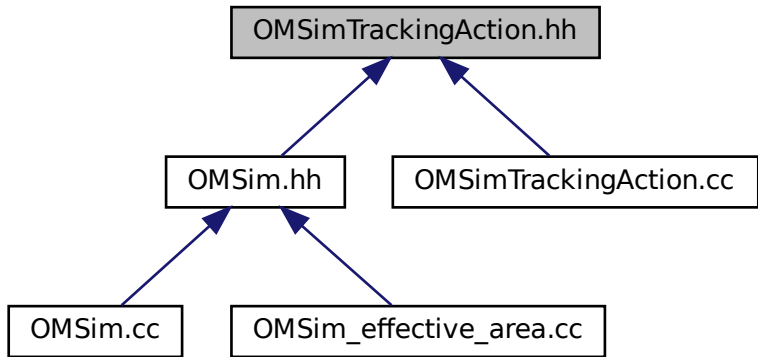 OMSimTrackingAction.hh
OMSim.hh
OMSimTrackingAction.cc
OMSim.cc
OMSim_effective_area.cc